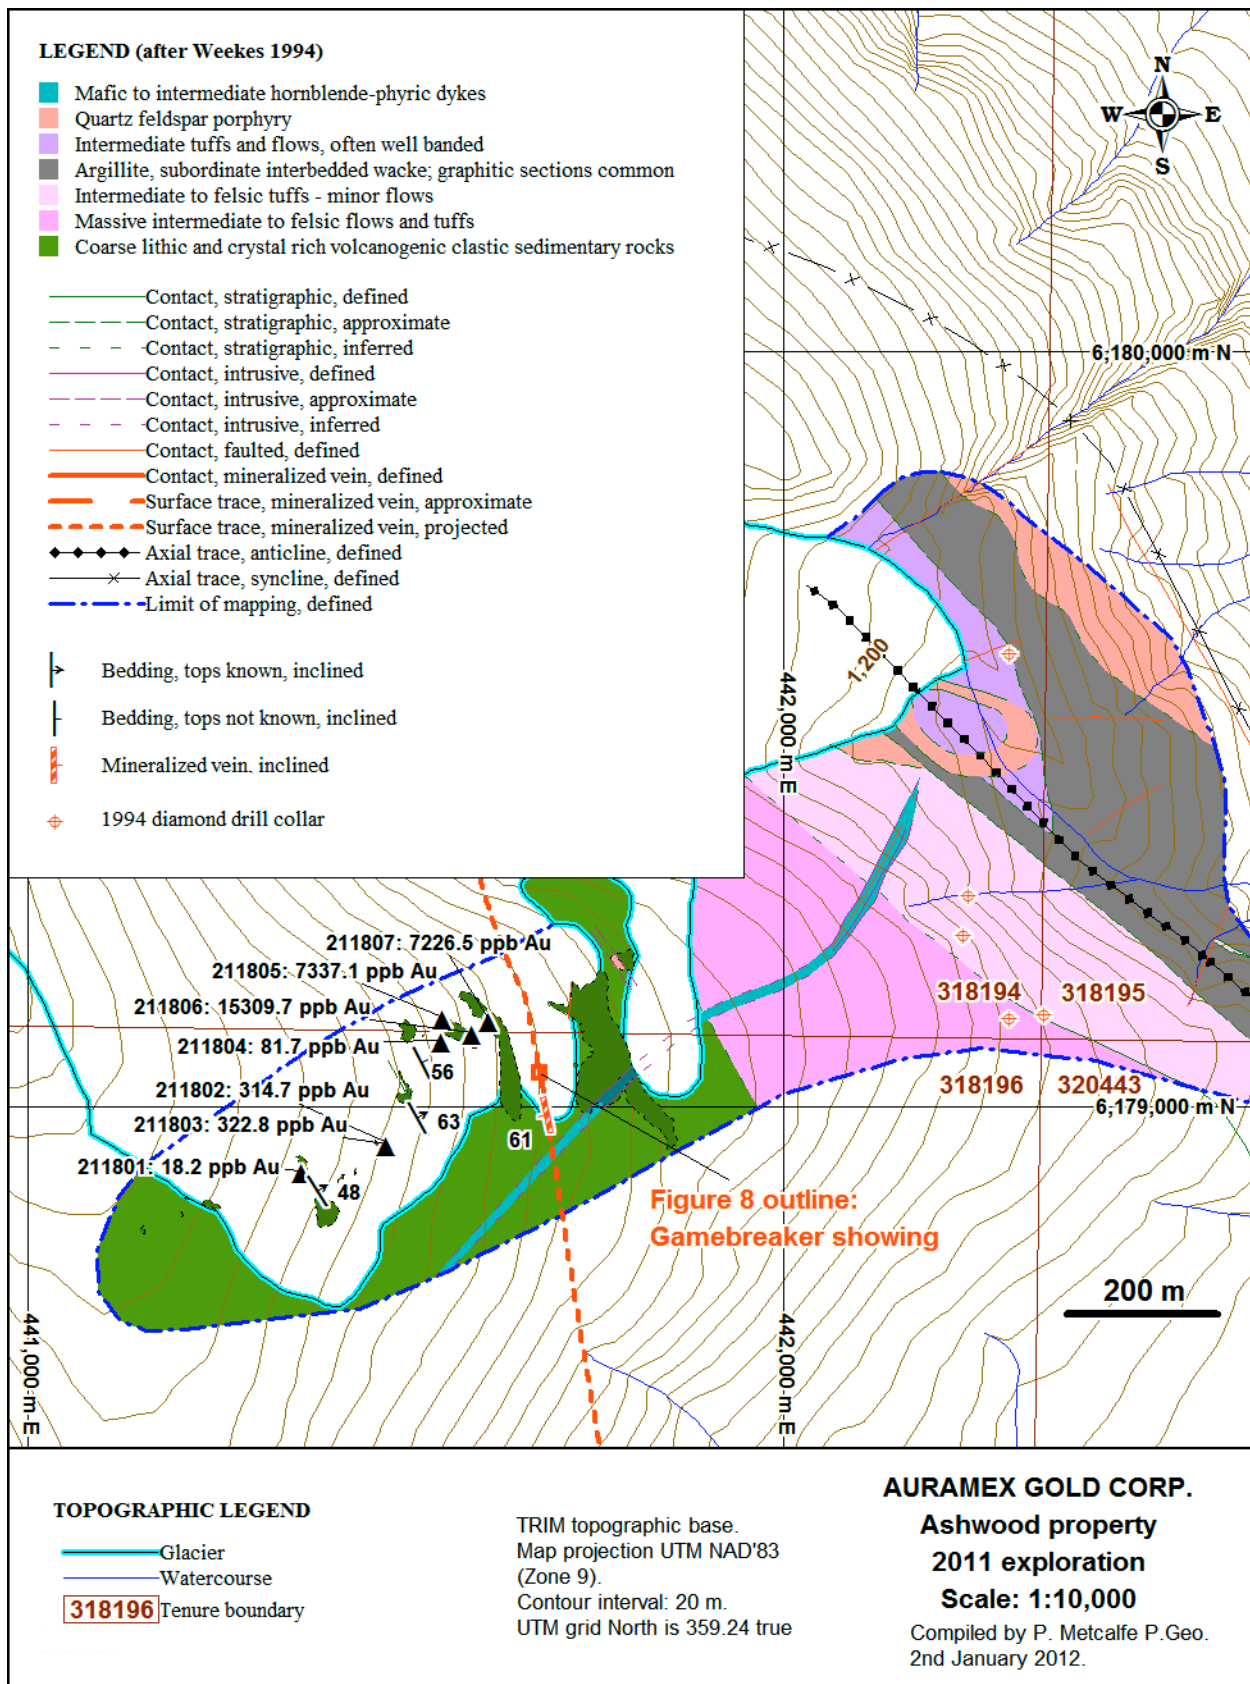 LEGEND (after Weekes 1994)
Mafic to intermediate hornblende-phyric dykes
Quartz feldspar porphyry
Intermediate tuffs and flows, often well banded
Argillite, subordinate interbedded wacke; graphitic sections common
Intermediate to felsic tuffs - minor flows
Massive intermediate to felsic flows and tuffs
Coarse lithic and crystal rich volcanogenic clastic sedimentary rocks
Contact, stratigraphic, defined
Contact, stratigraphic, approximate
Contact, stratigraphic, inferred
Contact, intrusive, defined
Contact, intrusive, approximate
Contact, intrusive, inferred
Contact, faulted, defined
Contact, mineralized vein, defined
Surface trace, mineralized vein, approximate
Surface trace, mineralized vein, projected
Axial trace, anticline, defined
Axial trace, syncline, defined
Limit of mapping, defined
Bedding, tops known, inclined
Bedding, tops not known, inclined
Mineralized vein, inclined
1994 diamond drill collar
N
W E
S
6,180,000 m N
1,200
442,000 m E
211807: 7226.5 ppb Au
211805: 7337.1 ppb Au
211806: 15309.7 ppb Au
211804: 81.7 ppb Au
56
211802: 314.7 ppb Au
211803: 322.8 ppb Au
63
61
211801: 18.2 ppb Au
48
318194 318195
318196 320443
6,179,000 m N
Figure 8 outline:
Gamebreaker showing
200 m
441,000 m E
442,000 m E
TOPOGRAPHIC LEGEND
Glacier
Watercourse
318196 Tenure boundary
TRIM topographic base.
Map projection UTM NAD'83
(Zone 9).
Contour interval: 20 m.
UTM grid North is 359.24 true
AURAMEX GOLD CORP.
Ashwood property
2011 exploration
Scale: 1:10,000
Compiled by P. Metcalfe P.Geo.
2nd January 2012.